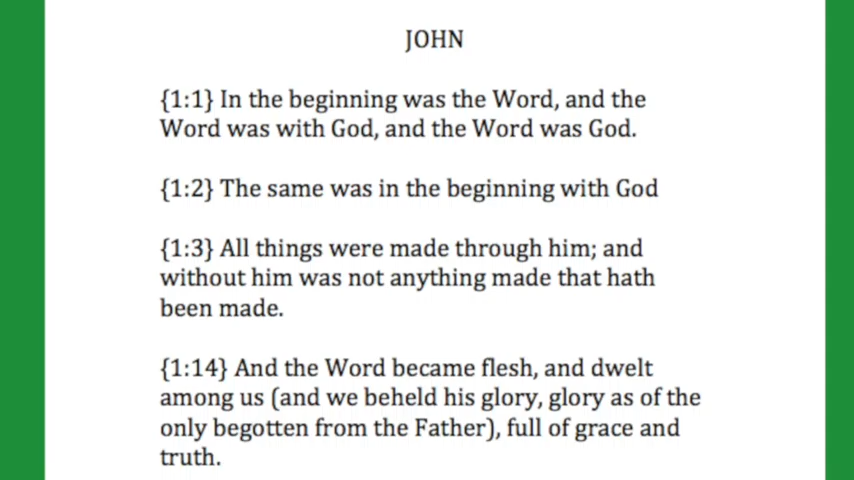 JOHN
{1:1} In the beginning was the Word, and the
Word was with God, and the Word was God.
{1:2} The same was in the beginning with God
{1:3} All things were made through him; and
without him was not anything made that hath
been made.
{1:14} And the Word became flesh, and dwelt
among us (and we beheld his glory, glory as of the
only begotten from the Father), full of grace and
truth.